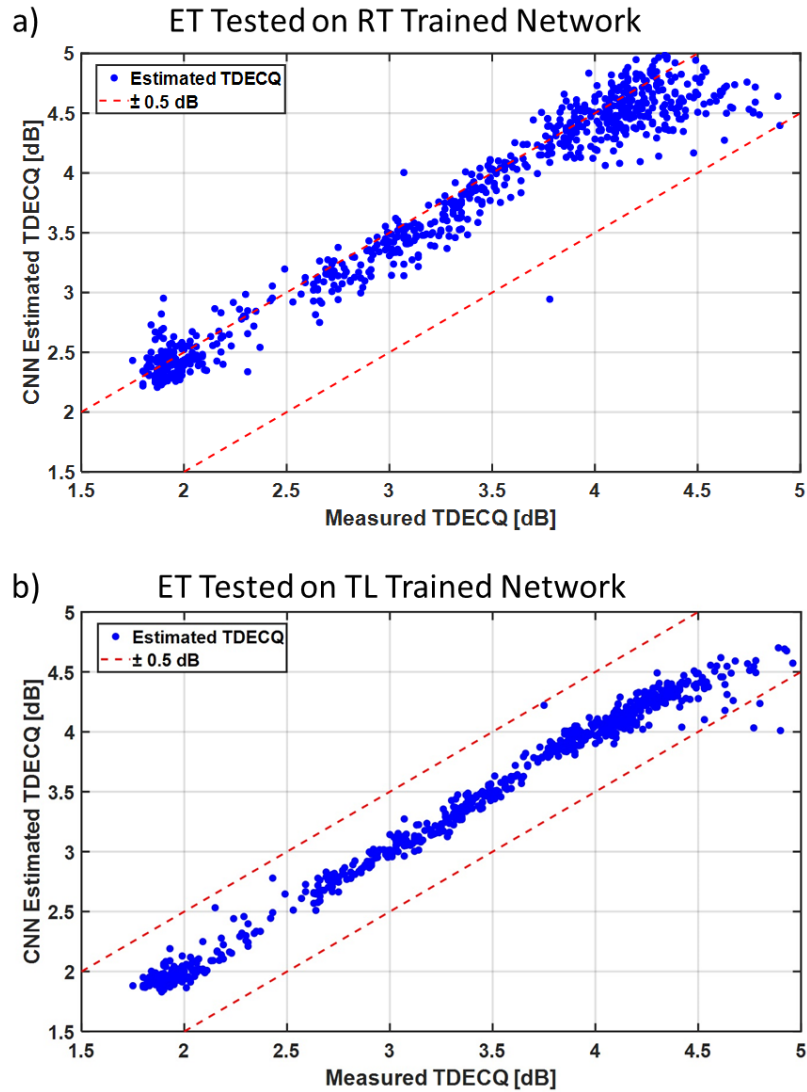 a) ET Tested on RT Trained Network
5
4.5
4
3.5
3
2.5
2
1.5
CNN Estimated TDECQ [dB]
Estimated TDECQ
± 0.5 dB
1.5 2 2.5 3 3.5 4 4.5 5
Measured TDECQ [dB]
b) ET Tested on TL Trained Network
5
4.5
4
3.5
3
2.5
2
1.5
CNN Estimated TDECQ [dB]
Estimated TDECQ
± 0.5 dB
1.5 2 2.5 3 3.5 4 4.5 5
Measured TDECQ [dB]